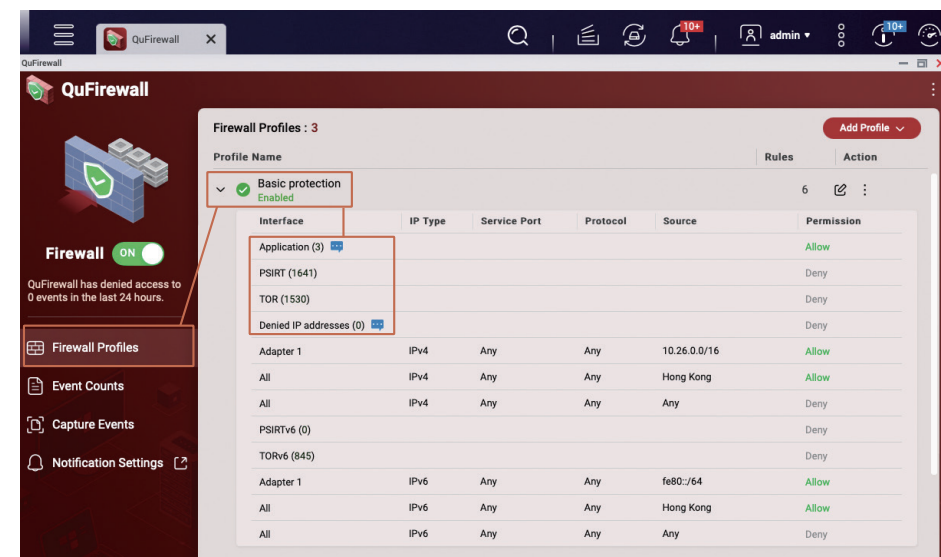 QuFirewall
10+
admin
10+
QuFirewall
QuFirewall
Firewall ON
QuFirewall has denied access to
0 events in the last 24 hours.
Firewall Profiles
Event Counts
Capture Events
Notification Settings
Firewall Profiles : 3
Add Profile
Profile Name Rules Action
Basic protection
Enabled
6
Interface IP Type Service Port Protocol Source Permission
Application (3) Allow
PSIRT (1641) Deny
TOR (1530) Deny
Denied IP addresses (0) Deny
Adapter 1 IPv4 Any Any 10.26.0.0/16 Allow
All IPv4 Any Any Hong Kong Allow
All IPv4 Any Any Any Deny
PSIRTv6 (0) Deny
TORv6 (845) Deny
Adapter 1 IPv6 Any Any fe80::/64 Allow
All IPv6 Any Any Hong Kong Allow
All IPv6 Any Any Any Deny